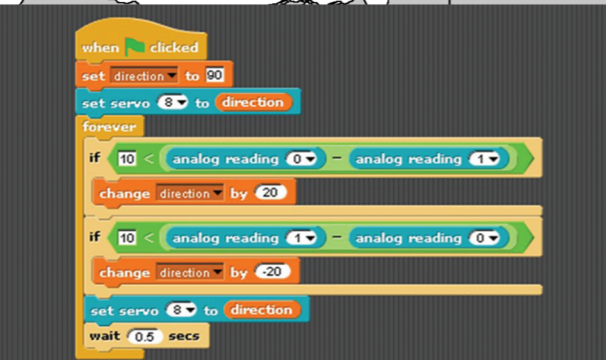 when clicked
set direction to 90
set servo 8 to direction
forever
if 10 < analog reading 0 - analog reading 1
change direction by 20
if 10 < analog reading 1 - analog reading 0
change direction by -20
set servo 8 to direction
wait 0.5 secs